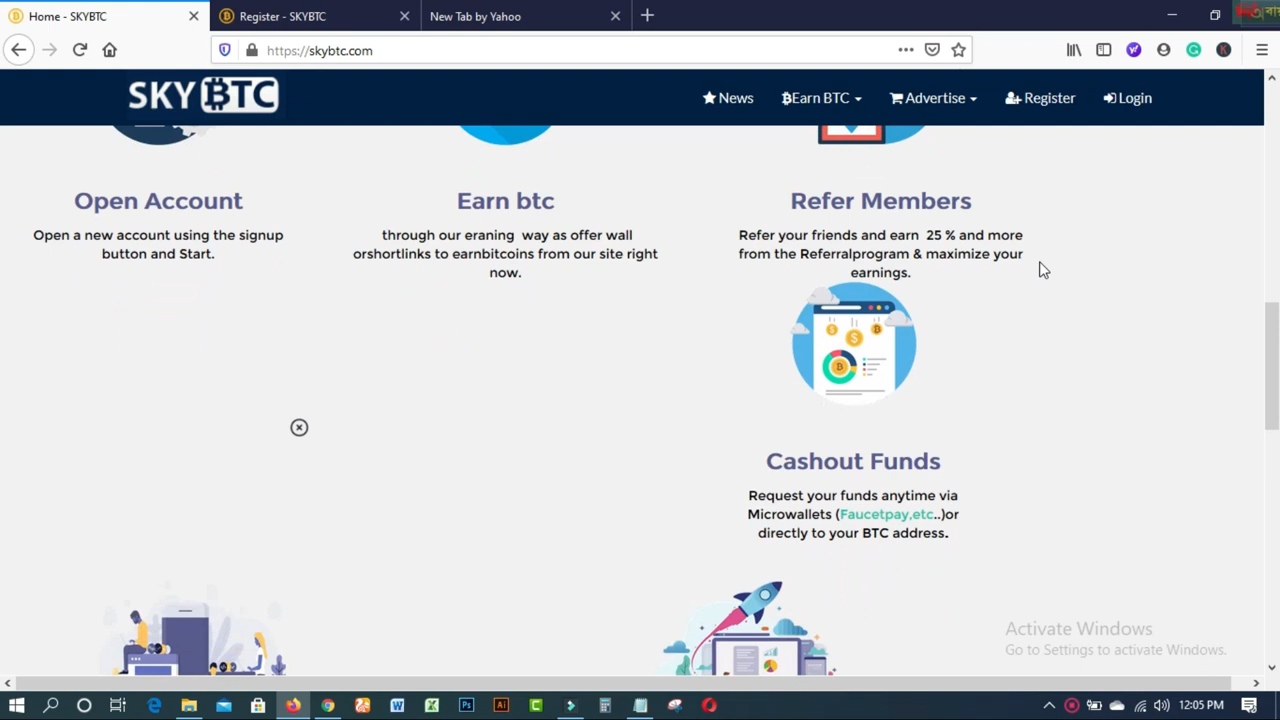 Home - SKYBTC
Register - SKYBTC
New Tab by Yahoo
https://skybtc.com
SKY BTC
News
Earn BTC
Advertise
Register
Login
Open Account
Open a new account using the signup
button and Start.
Earn btc
through our eraning way as offer wall
orshortlinks to earnbitcoins from our site right
now.
Refer Members
Refer your friends and earn 25 % and more
from the Referralprogram & maximize your
earnings.
Cashout Funds
Request your funds anytime via
Microwallets (Faucetpay,etc..)or
directly to your BTC address.
Activate Windows
Go to Settings to activate Windows.
12:05 PM